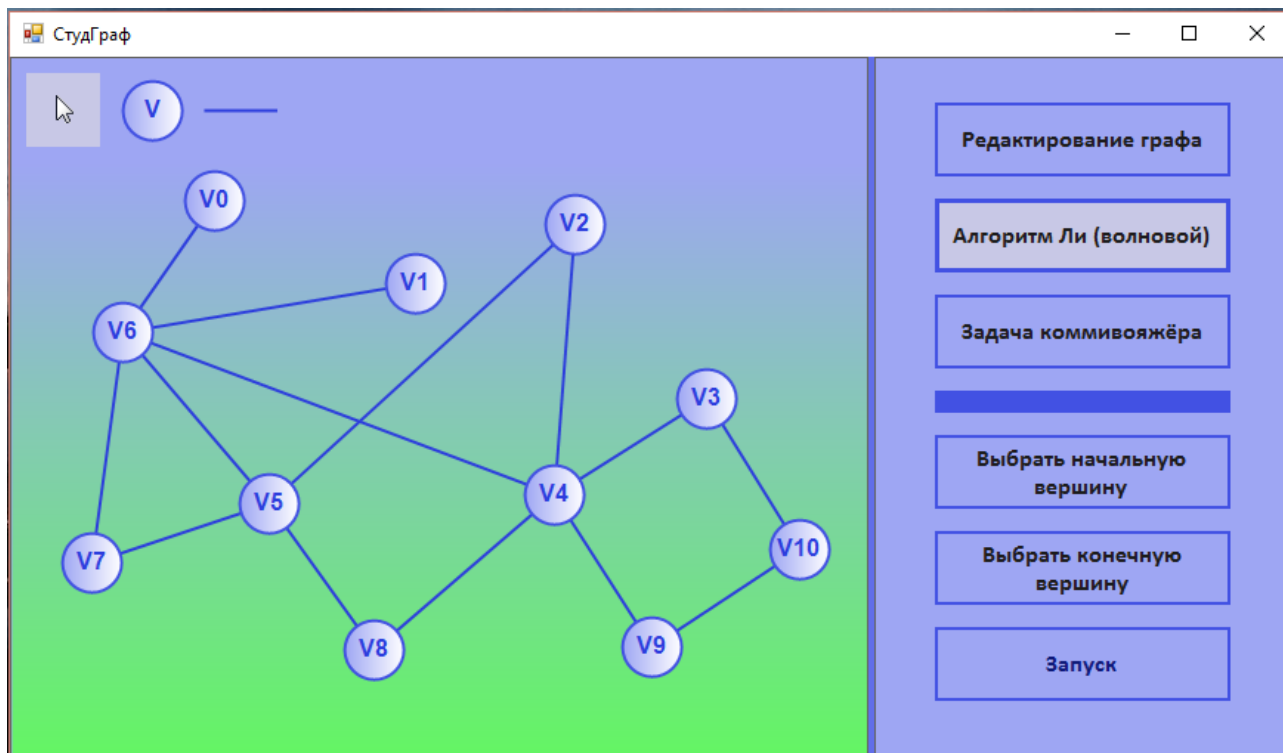 СтудГраф
V
V0
V2
V1
V6
V3
V5
V4
V7
V10
V8
V9
Редактирование графа
Алгоритм Ли (волновой)
Задача коммивояжёра
Выбрать начальную
вершину
Выбрать конечную
вершину
Запуск